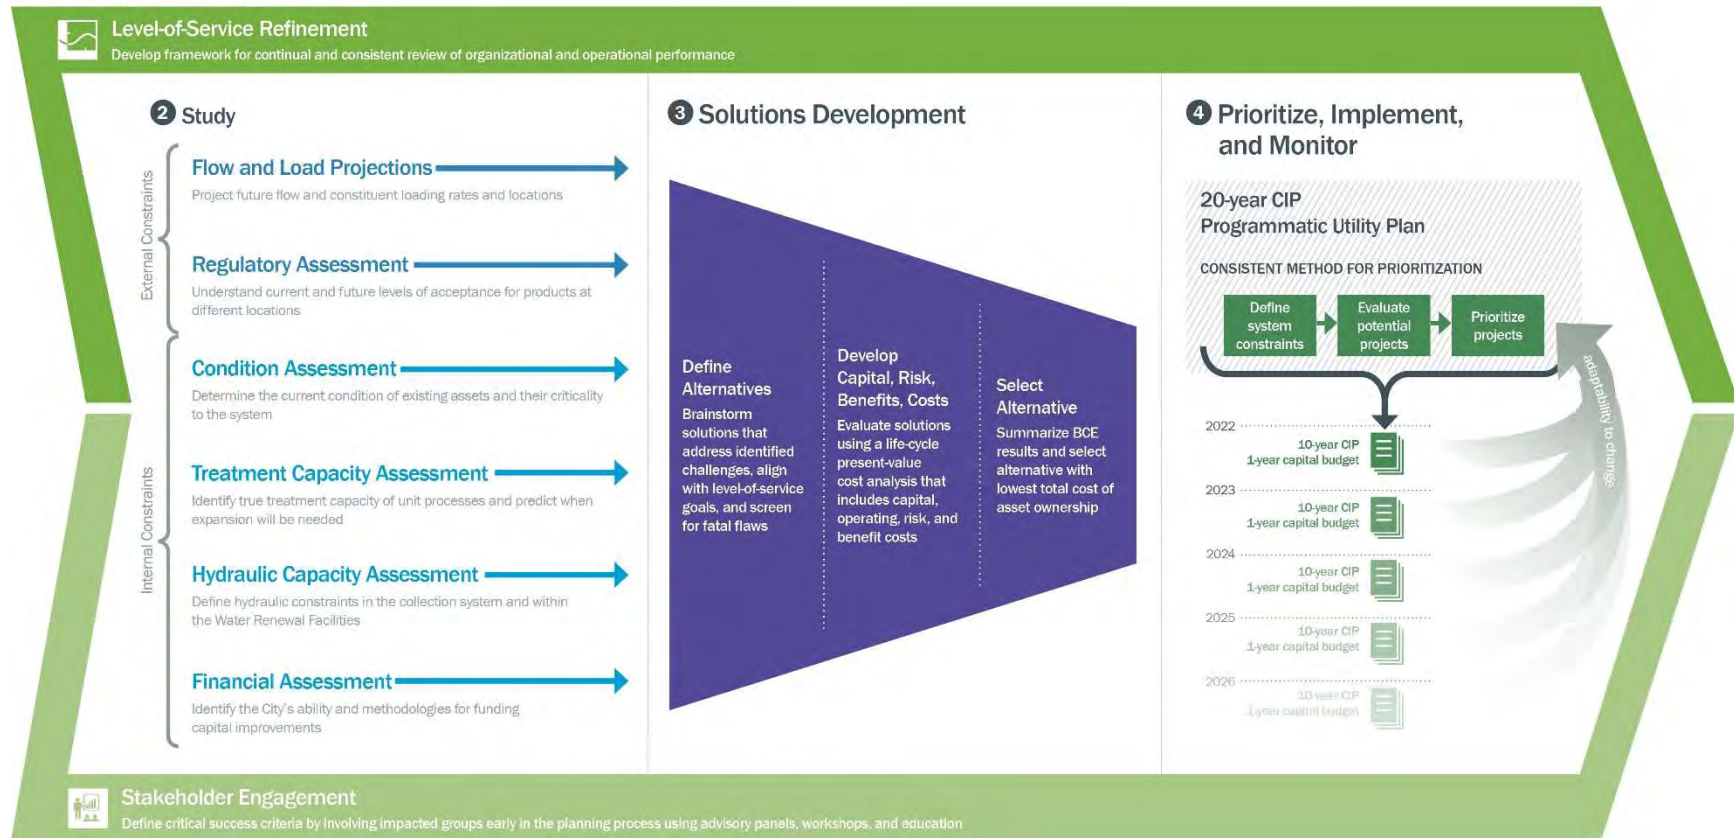 Level-of-Service Refinement
Develop framework for continual and consistent review of organizational and operational performance
2 Study
External Constraints
Flow and Load Projections
Project future flow and constituent loading rates and locations
Regulatory Assessment
Understand current and future levels of acceptance for products at
different locations
Internal Constraints
Condition Assessment
Determine the current condition of existing assets and their criticality
to the system
Treatment Capacity Assessment
Identify true treatment capacity of unit processes and predict when
expansion will be needed
Hydraulic Capacity Assessment
Define hydraulic constraints in the collection system and within
the Water Renewal Facilities
Financial Assessment
Identify the City's ability and methodologies for funding
capital improvements
3 Solutions Development
Define
Alternatives
Brainstorm
solutions that
address identified
challenges, align
with level-of-service
goals, and screen
for fatal flaws
Develop
Capital, Risk,
Benefits, Costs
Evaluate solutions
using a life-cycle
present-value
cost analysis that
includes capital,
operating, risk, and
benefit costs
Select
Alternative
Summarize BCE
results and select
alternative with
lowest total cost of
asset ownership
4 Prioritize, Implement,
and Monitor
20-year CIP
Programmatic Utility Plan
CONSISTENT METHOD FOR PRIORITIZATION
Define
system
constraints
Evaluate
potential
projects
Prioritize
projects
adaptability to change
2022
10-year CIP
1-year capital budget
2023
10-year CIP
1-year capital budget
2024
10-year CIP
1-year capital budget
2025
10-year CIP
1-year capital budget
2026
10-year CIP
1-year capital budget
Stakeholder Engagement
Define critical success criteria by involving impacted groups early in the planning process using advisory panels, workshops, and education